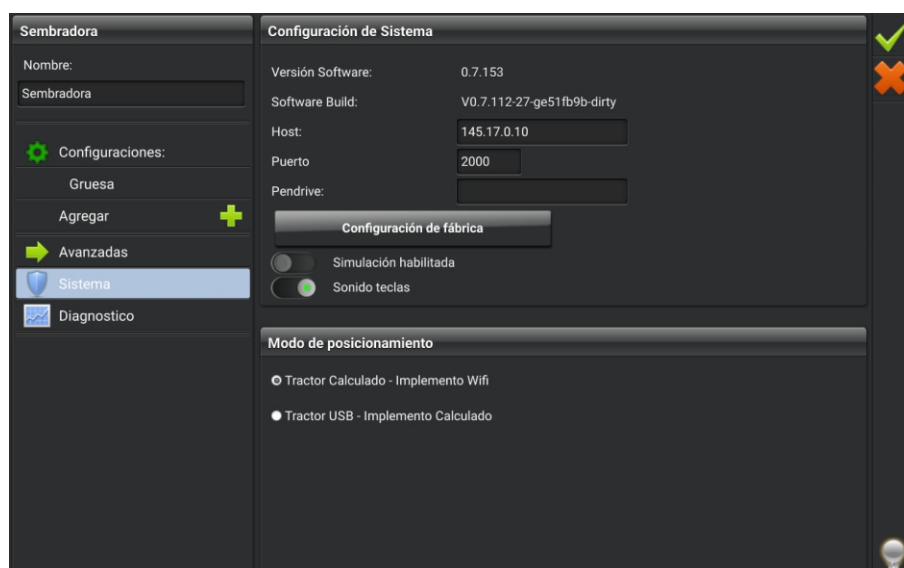 Sembradora
Nombre:
Sembradora
Configuraciones:
Gruesa
Agregar
Avanzadas
Sistema
Diagnostico
Configuración de Sistema
Versión Software: 0.7.153
Software Build: V0.7.112-27-ge51fb9b-dirty
Host: 145.17.0.10
Puerto 2000
Pendrive:
Configuración de fábrica
Simulación habilitada
Sonido teclas
Modo de posicionamiento
Tractor Calculado - Implemento Wifi
Tractor USB - Implemento Calculado